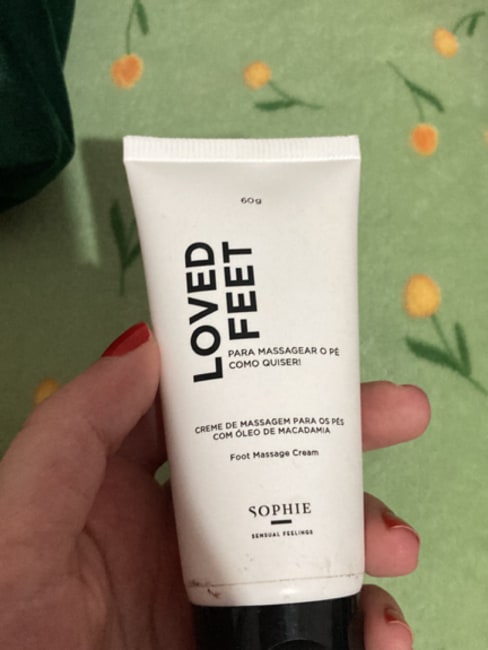 60g
LOVED
FEET
PARA MASSAGEAR O PÉ
COMO QUISER!
CREME DE MASSAGEM PARA OS PÉS
COM ÓLEO DE MACADAMIA
Foot Massage Cream
SOPHIE
SENSUAL FEELINGS